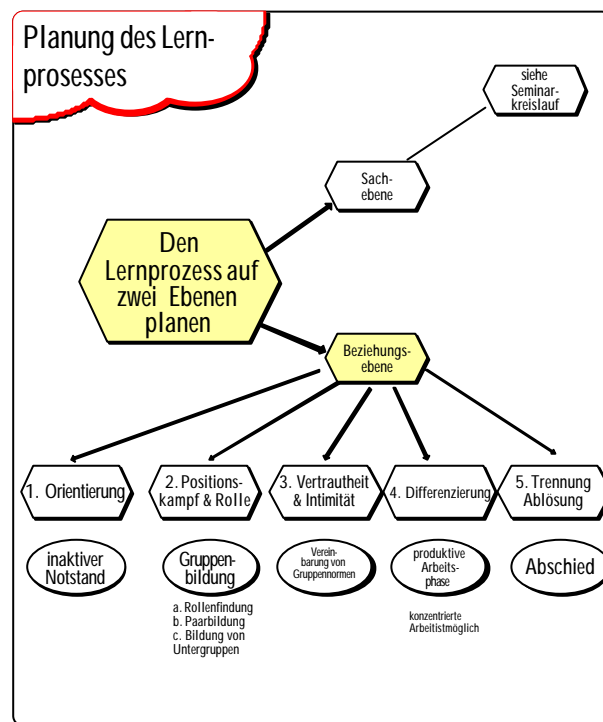 Planung des Lern-
prosesses
siehe
Seminar-
kreislauf
Sach-
ebene
Den
Lernprozess auf
zwei Ebenen
planen
Beziehungs-
ebene
1. Orientierung
2. Positions-
kampf & Rolle
3. Vertrautheit
& Intimität
4. Differenzierung
5. Trennung
Ablösung
inaktiver
Notstand
Gruppen-
bildung
Verein-
barung von
Gruppennormen
produktive
Arbeits-
phase
Abschied
a. Rollenfindung
b. Paarbildung
c. Bildung von
Untergruppen
konzentrierte
Arbeitistmöglich